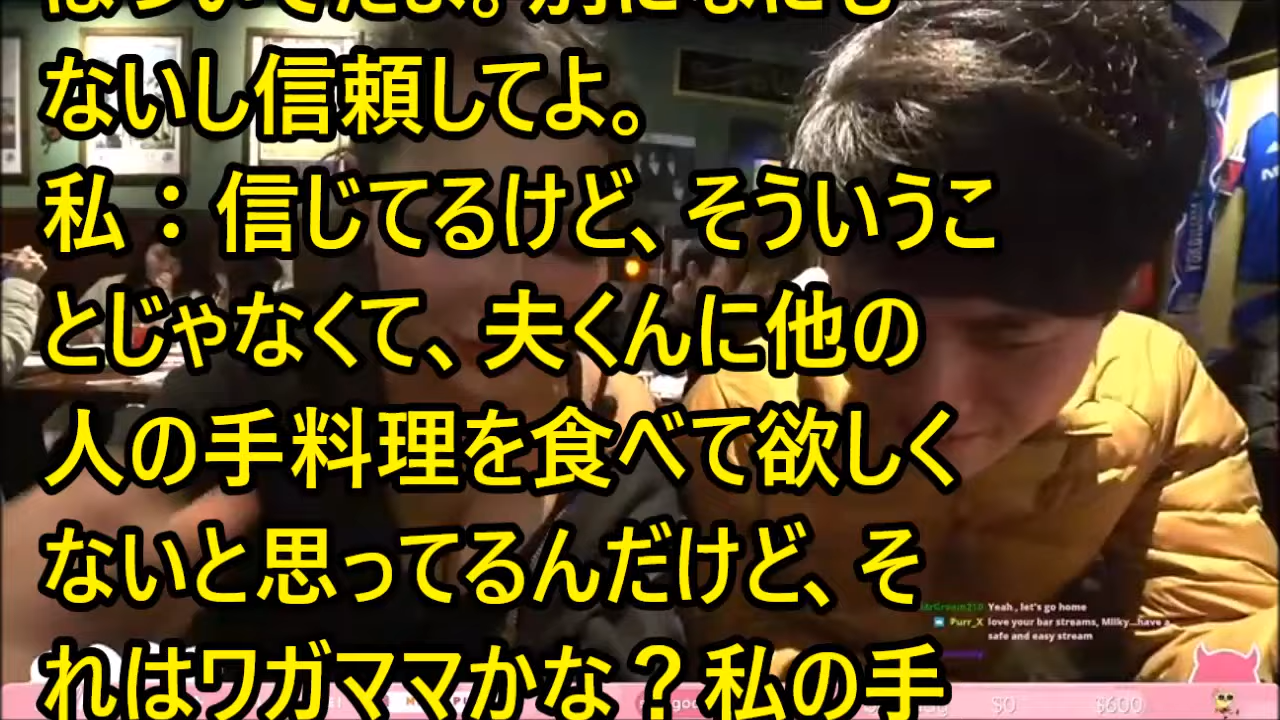 ないし信頼してよ。
私：信じてるけど、そういうこ
とじゃなくて、夫くんに他の
人の手料理を食べて欲しく
ないと思ってるんだけど、そ
れはワガママかな？私の手
YOKOHAMA
Yeah , let's go home
Purr_X love your bar streams, Milky...have a
safe and easy stream
$0
$600